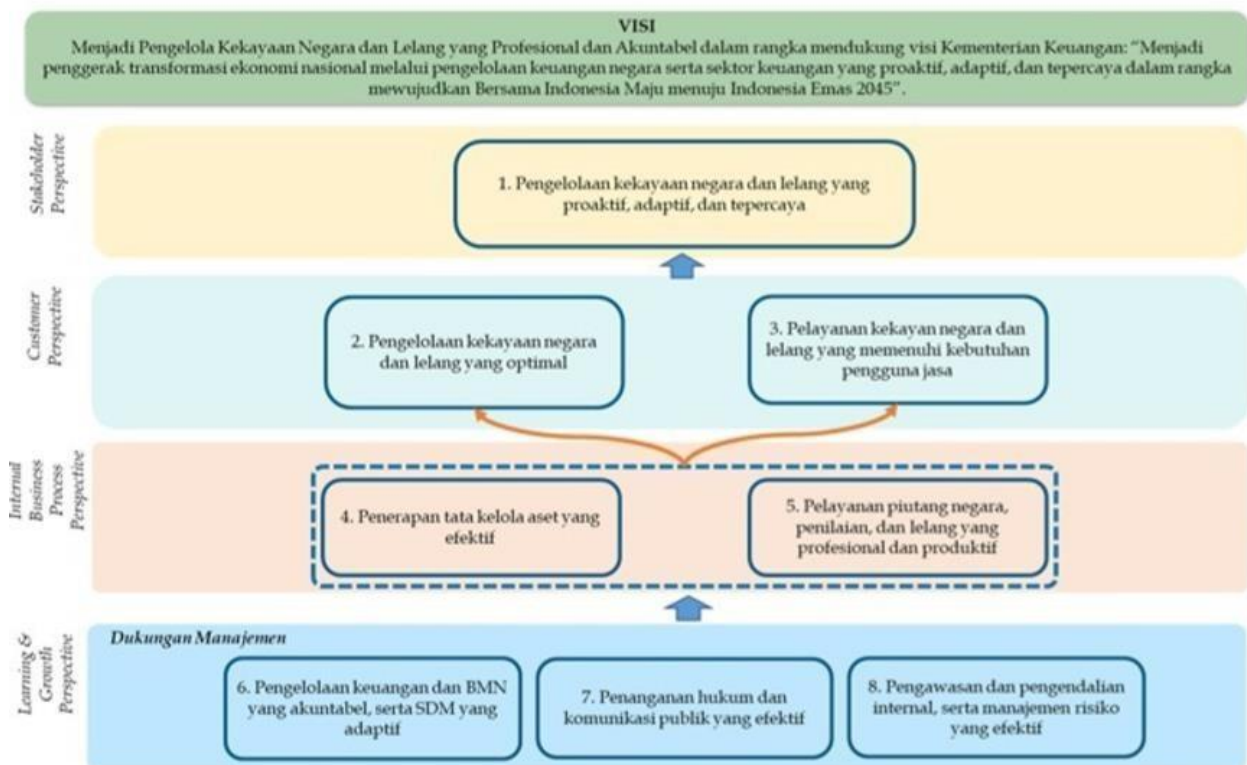 VISI
Menjadi Pengelola Kekayaan Negara dan Lelang yang Profesional dan Akuntabel dalam rangka mendukung visi Kementerian Keuangan: “Menjadi
penggerak transformasi ekonomi nasional melalui pengelolaan keuangan negara serta sektor keuangan yang proaktif, adaptif, dan tepercaya dalam rangka
mewujudkan Bersama Indonesia Maju menuju Indonesia Emas 2045”.
Stakeholder
Perspective
1. Pengelolaan kekayaan negara dan lelang yang
proaktif, adaptif, dan tepercaya
Customer
Perspective
2. Pengelolaan kekayaan negara
dan lelang yang optimal
3. Pelayanan kekayan negara dan
lelang yang memenuhi kebutuhan
pengguna jasa
Internal
Business
Process
Perspective
4. Penerapan tata kelola aset yang
efektif
5. Pelayanan piutang negara,
penilaian, dan lelang yang
profesional dan produktif
Learning &
Growth
Perspective
Dukungan Manajemen
6. Pengelolaan keuangan dan BMN
yang akuntabel, serta SDM yang
adaptif
7. Penanganan hukum dan
komunikasi publik yang efektif
8. Pengawasan dan pengendalian
internal, serta manajemen risiko
yang efektif